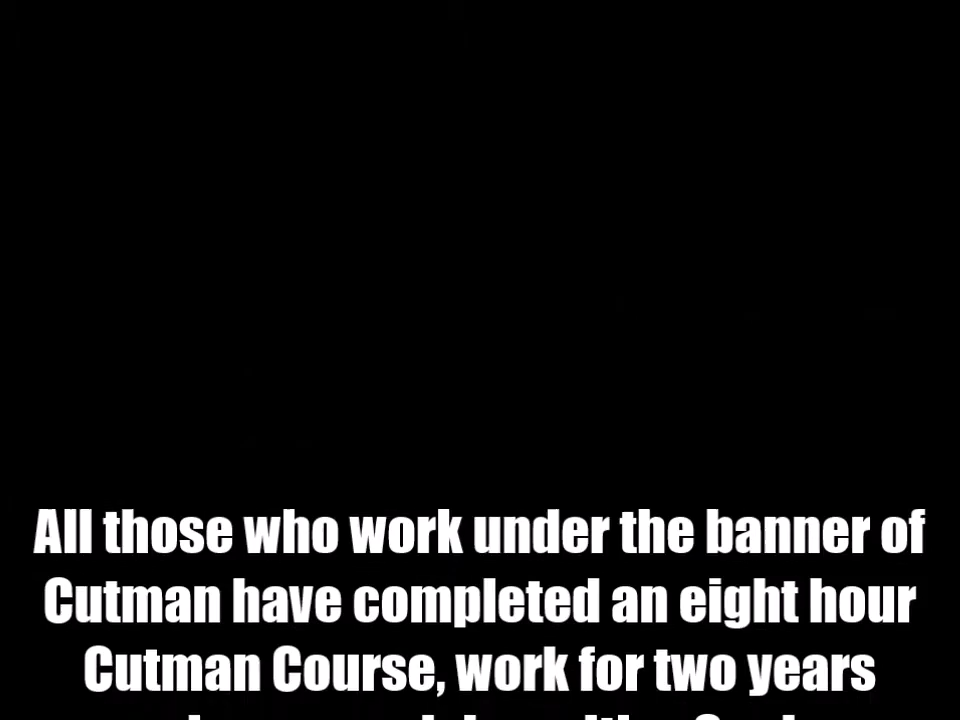 All those who work under the banner of
Cutman have completed an eight hour
Cutman Course, work for two years